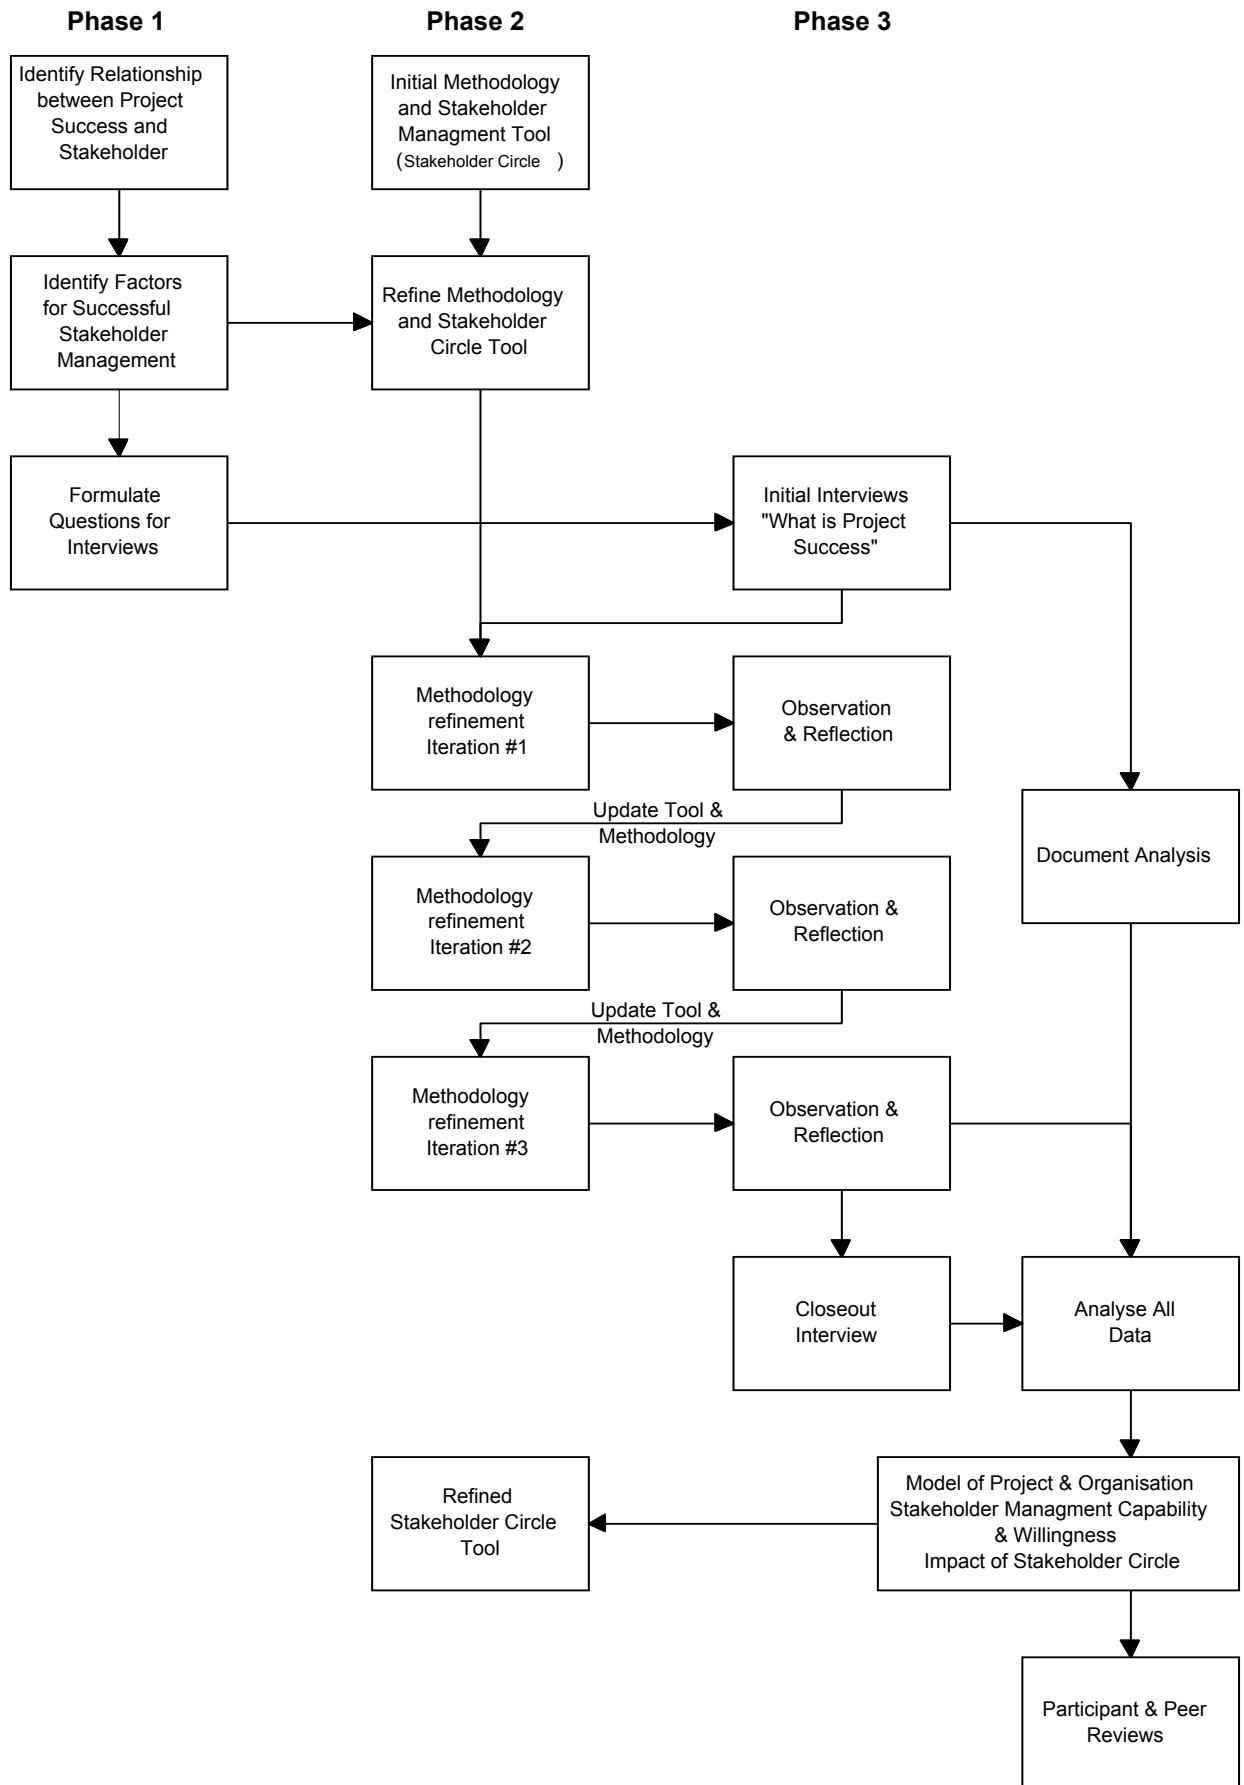 Phase 1
Phase 2
Phase 3
Identify Relationship
between Project
Success and
Stakeholder
Initial Methodology
and Stakeholder
Managment Tool
(Stakeholder Circle )
Identify Factors
for Successful
Stakeholder
Management
Refine Methodology
and Stakeholder
Circle Tool
Formulate
Questions for
Interviews
Initial Interviews
"What is Project
Success"
Methodology
refinement
Iteration #1
Observation
& Reflection
Update Tool &
Methodology
Document Analysis
Methodology
refinement
Iteration #2
Observation &
Reflection
Update Tool &
Methodology
Methodology
refinement
Iteration #3
Observation &
Reflection
Closeout
Interview
Analyse All
Data
Refined
Stakeholder Circle
Tool
Model of Project & Organisation
Stakeholder Managment Capability
& Willingness
Impact of Stakeholder Circle
Participant & Peer
Reviews